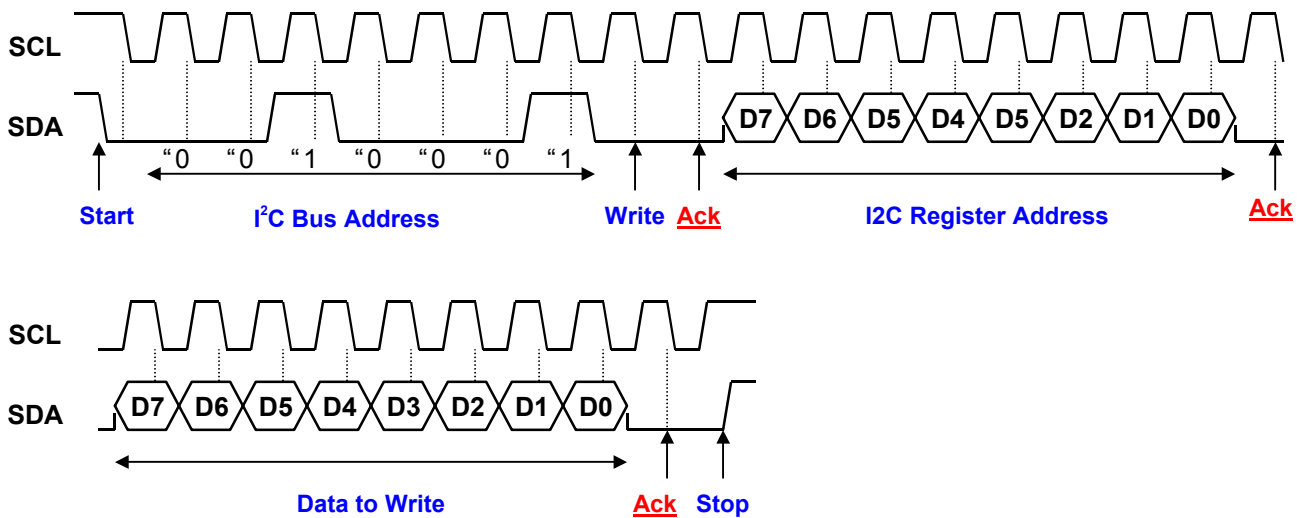 SCL
SDA
D7 D6 D5 D4 D5 D2 D1 D0
“0 “0 “1 “0 “0 “0 “1
Start I²C Bus Address Write Ack I2C Register Address Ack
SCL
SDA
D7 D6 D5 D4 D3 D2 D1 D0
Data to Write Ack Stop